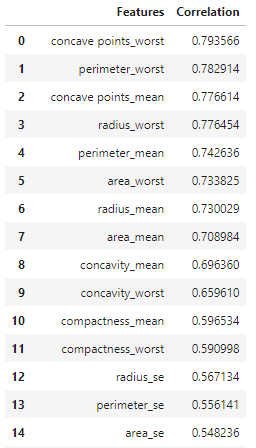 Features Correlation
0 concave points_worst 0.793566
1 perimeter_worst 0.782914
2 concave points_mean 0.776614
3 radius_worst 0.776454
4 perimeter_mean 0.742636
5 area_worst 0.733825
6 radius_mean 0.730029
7 area_mean 0.708984
8 concavity_mean 0.696360
9 concavity_worst 0.659610
10 compactness_mean 0.596534
11 compactness_worst 0.590998
12 radius_se 0.567134
13 perimeter_se 0.556141
14 area_se 0.548236